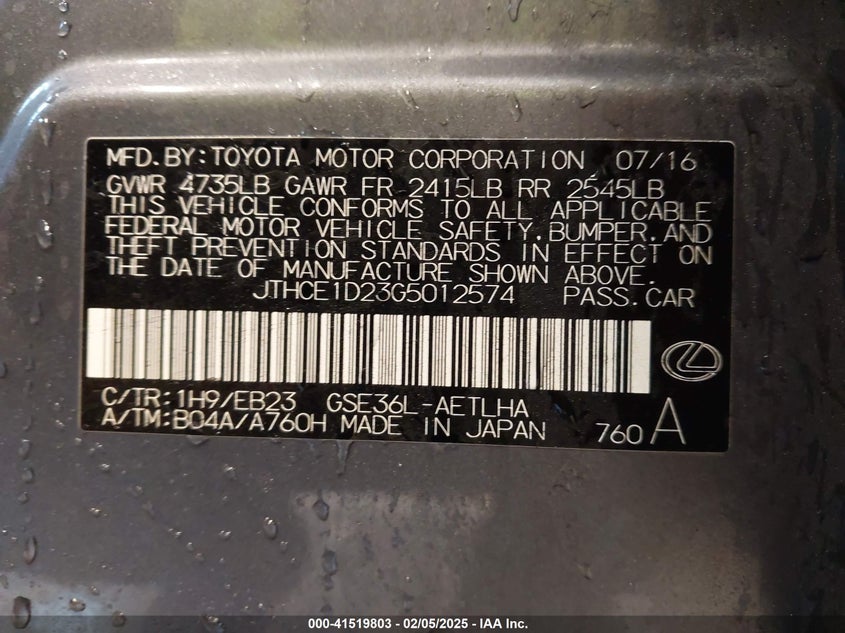 MFD.BY:TOYOTA MOTOR CORPORATION 07/16
GVWR 4735LB GAWR FR 2415LB RR 2545LB
THIS VEHICLE CONFORMS TO ALL APPLICABLE
FEDERAL MOTOR VEHICLE SAFETY,BUMPER,AND
THEFT PREVENTION STANDARDS IN EFFECT ON
THE DATE OF MANUFACTURE SHOWN ABOVE.
JTHCE1D23G5012574 PASS.CAR
C/TR:1H9/EB23 GSE36L-AETLHA
A/TM:B04A/A760H MADE IN JAPAN 760 A
000-41519803 - 02/05/2025 - IAA Inc.